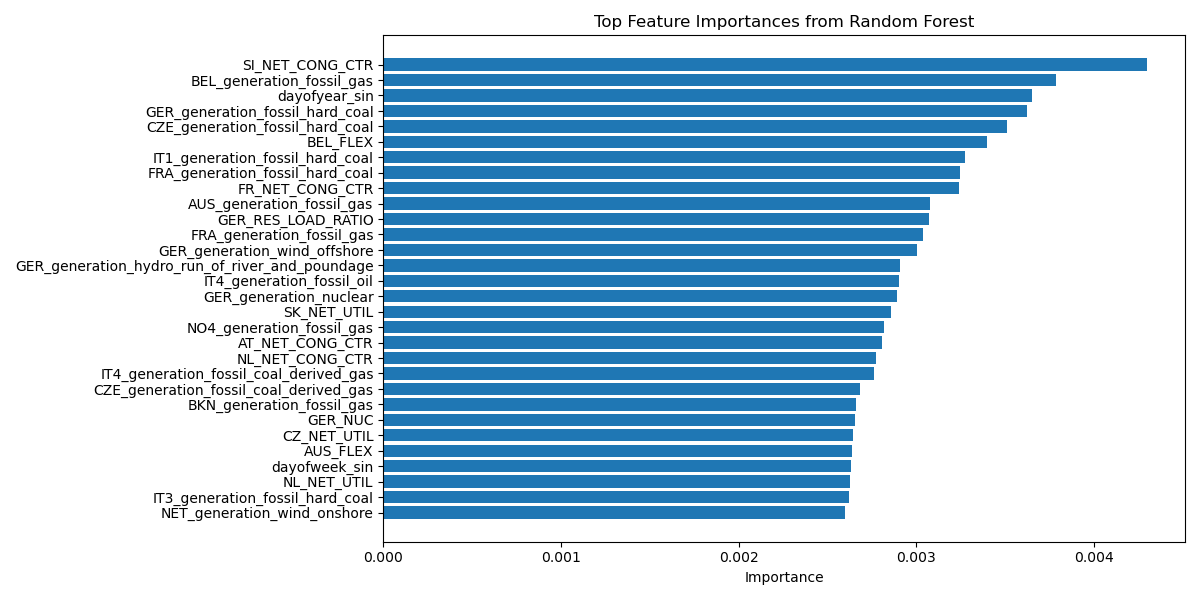 Top Feature Importances from Random Forest
SI_NET_CONG_CTR
BEL_generation_fossil_gas
dayofyear_sin
GER_generation_fossil_hard_coal
CZE_generation_fossil_hard_coal
BEL_FLEX
IT1_generation_fossil_hard_coal
FRA_generation_fossil_hard_coal
FR_NET_CONG_CTR
AUS_generation_fossil_gas
GER_RES_LOAD_RATIO
FRA_generation_fossil_gas
GER_generation_wind_offshore
GER_generation_hydro_run_of_river_and_poundage
IT4_generation_fossil_oil
GER_generation_nuclear
SK_NET_UTIL
NO4_generation_fossil_gas
AT_NET_CONG_CTR
NL_NET_CONG_CTR
IT4_generation_fossil_coal_derived_gas
CZE_generation_fossil_coal_derived_gas
BKN_generation_fossil_gas
GER_NUC
CZ_NET_UTIL
AUS_FLEX
dayofweek_sin
NL_NET_UTIL
IT3_generation_fossil_hard_coal
NET_generation_wind_onshore
0.000 0.001 0.002 0.003 0.004
Importance